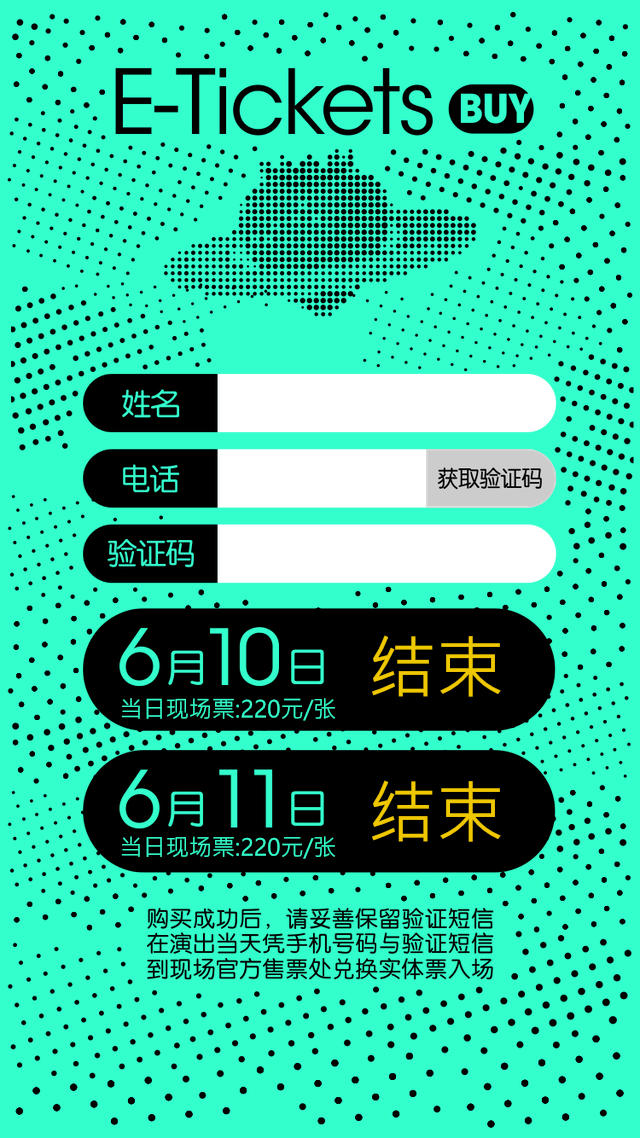 E-Tickets BUY
姓名
电话 获取验证码
验证码
6月10日 结束
当日现场票:220元/张
6月11日 结束
当日现场票:220元/张
购买成功后，请妥善保留验证短信
在演出当天凭手机号码与验证短信
到现场官方售票处兑换实体票入场